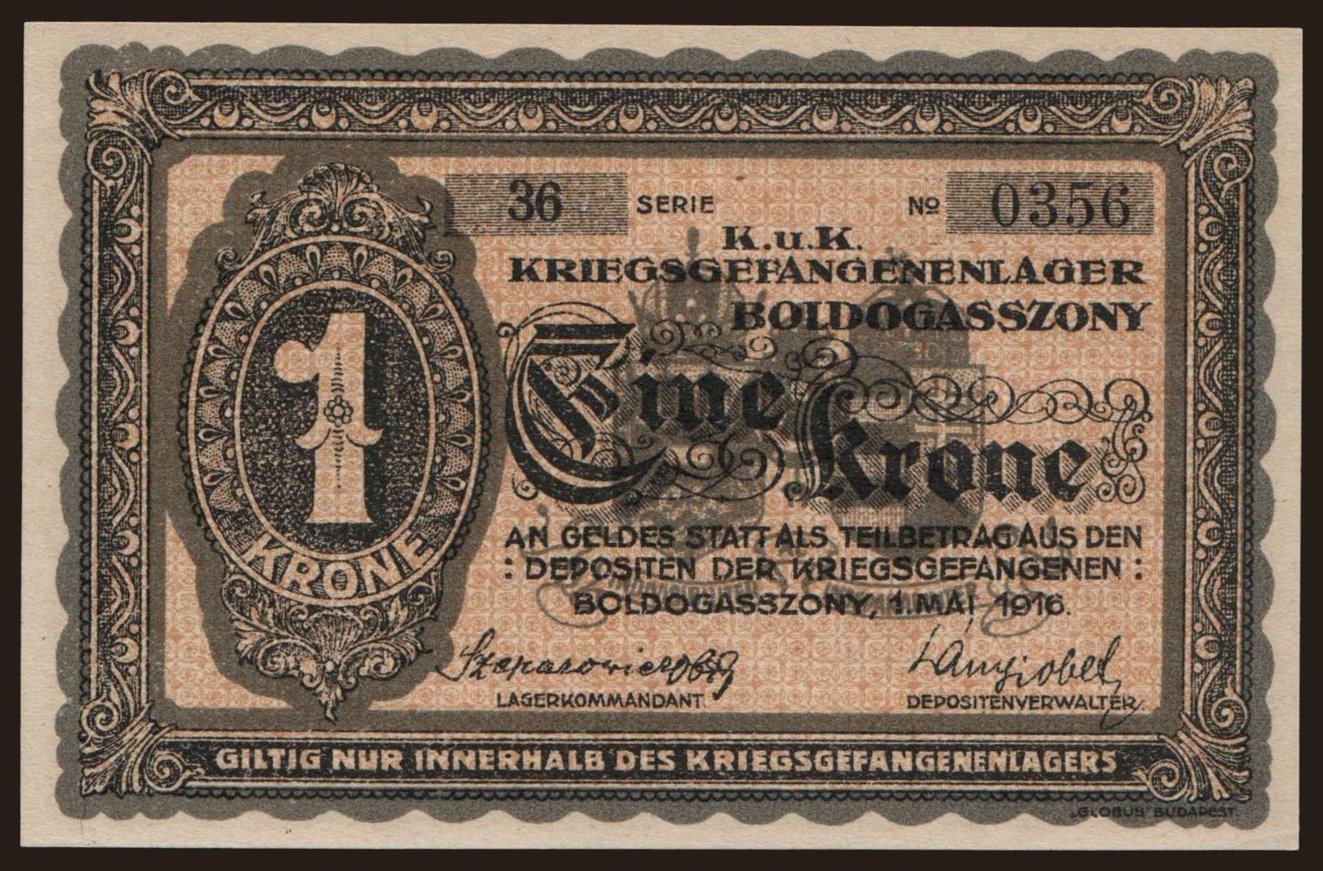 36 SERIE № 0356
K.u.K.
KRIEGSGEFANGENENLAGER
BOLDOGASSZONY
Eine
Krone
1
KRONE
AN GELDES STATT ALS TEILBETRAG AUS DEN
: DEPOSITEN DER KRIEGSGEFANGENEN :
BOLDOGASSZONY, 1. MAI 1916.
LAGERKOMMANDANT
DEPOSITENVERWALTER
GILTIG NUR INNERHALB DES KRIEGSGEFANGENENLAGERS
„GLOBUS" BUDAPEST.